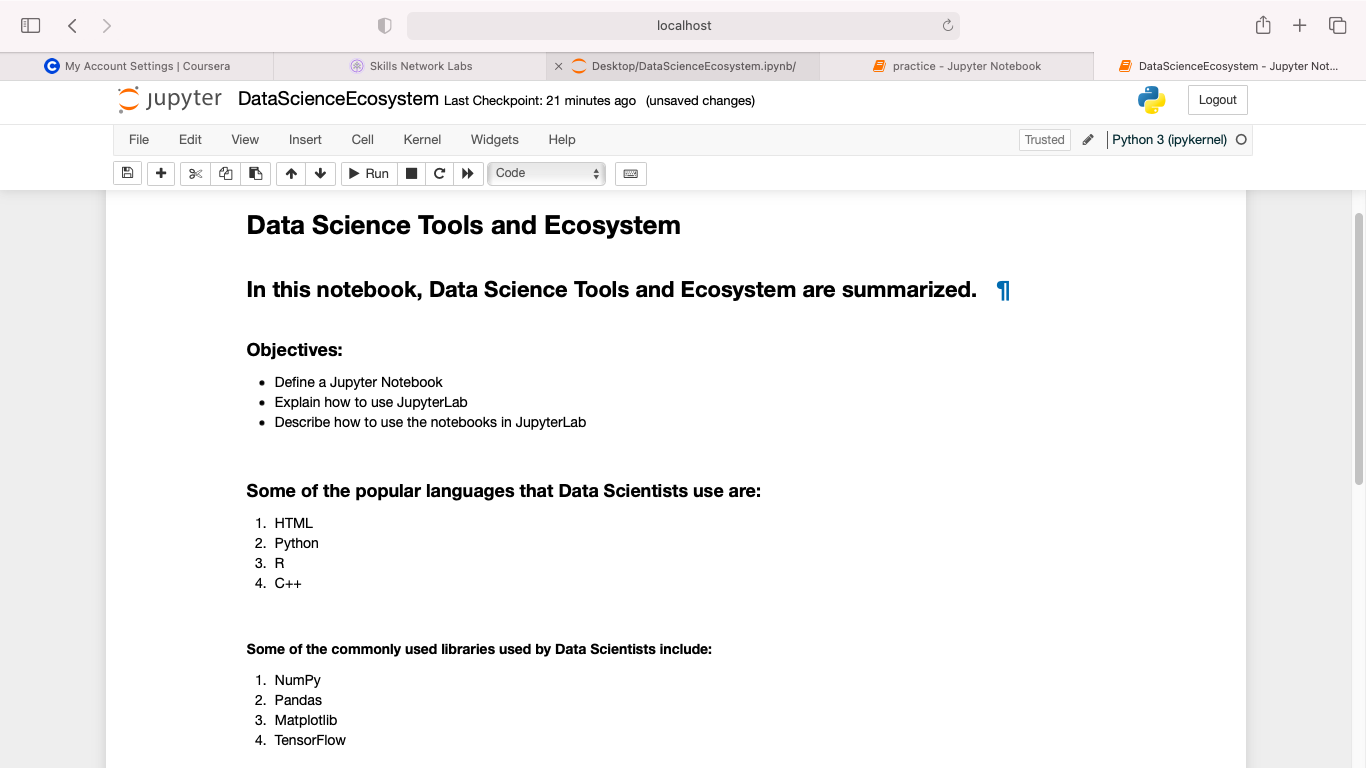 localhost
My Account Settings | Coursera
Skills Network Labs
Desktop/DataScienceEcosystem.ipynb/
practice - Jupyter Notebook
DataScienceEcosystem - Jupyter Not...
jupyter DataScienceEcosystem Last Checkpoint: 21 minutes ago (unsaved changes)
Logout
File Edit View Insert Cell Kernel Widgets Help
Trusted
Python 3 (ipykernel)
Run
Code
Data Science Tools and Ecosystem
In this notebook, Data Science Tools and Ecosystem are summarized. ¶
Objectives:
• Define a Jupyter Notebook
• Explain how to use JupyterLab
• Describe how to use the notebooks in JupyterLab
Some of the popular languages that Data Scientists use are:
1. HTML
2. Python
3. R
4. C++
Some of the commonly used libraries used by Data Scientists include:
1. NumPy
2. Pandas
3. Matplotlib
4. TensorFlow